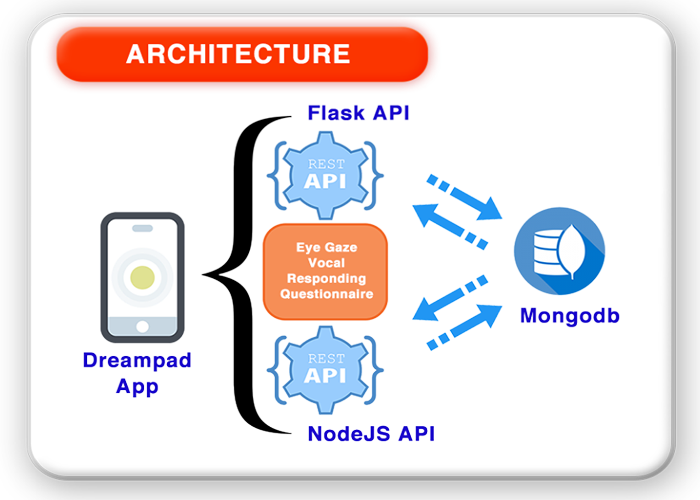 ARCHITECTURE
Flask API
REST
API
Eye Gaze
Vocal
Responding
Questionnaire
Dreampad
App
Mongodb
REST
API
NodeJS API